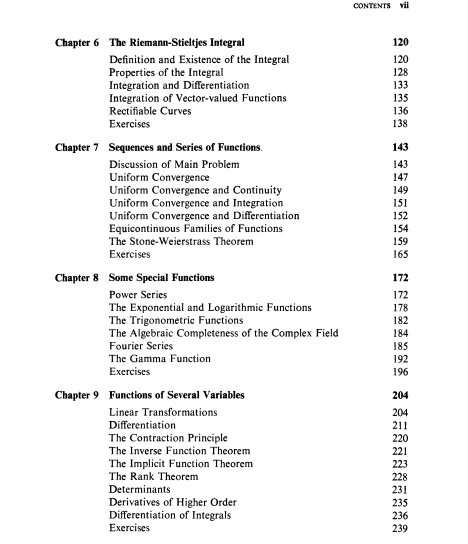 CONTENTS vii
Chapter 6 The Riemann-Stieltjes Integral 120
Definition and Existence of the Integral 120
Properties of the Integral 128
Integration and Differentiation 133
Integration of Vector-valued Functions 135
Rectifiable Curves 136
Exercises 138
Chapter 7 Sequences and Series of Functions 143
Discussion of Main Problem 143
Uniform Convergence 147
Uniform Convergence and Continuity 149
Uniform Convergence and Integration 151
Uniform Convergence and Differentiation 152
Equicontinuous Families of Functions 154
The Stone-Weierstrass Theorem 159
Exercises 165
Chapter 8 Some Special Functions 172
Power Series 172
The Exponential and Logarithmic Functions 178
The Trigonometric Functions 182
The Algebraic Completeness of the Complex Field 184
Fourier Series 185
The Gamma Function 192
Exercises 196
Chapter 9 Functions of Several Variables 204
Linear Transformations 204
Differentiation 211
The Contraction Principle 220
The Inverse Function Theorem 221
The Implicit Function Theorem 223
The Rank Theorem 228
Determinants 231
Derivatives of Higher Order 235
Differentiation of Integrals 236
Exercises 239